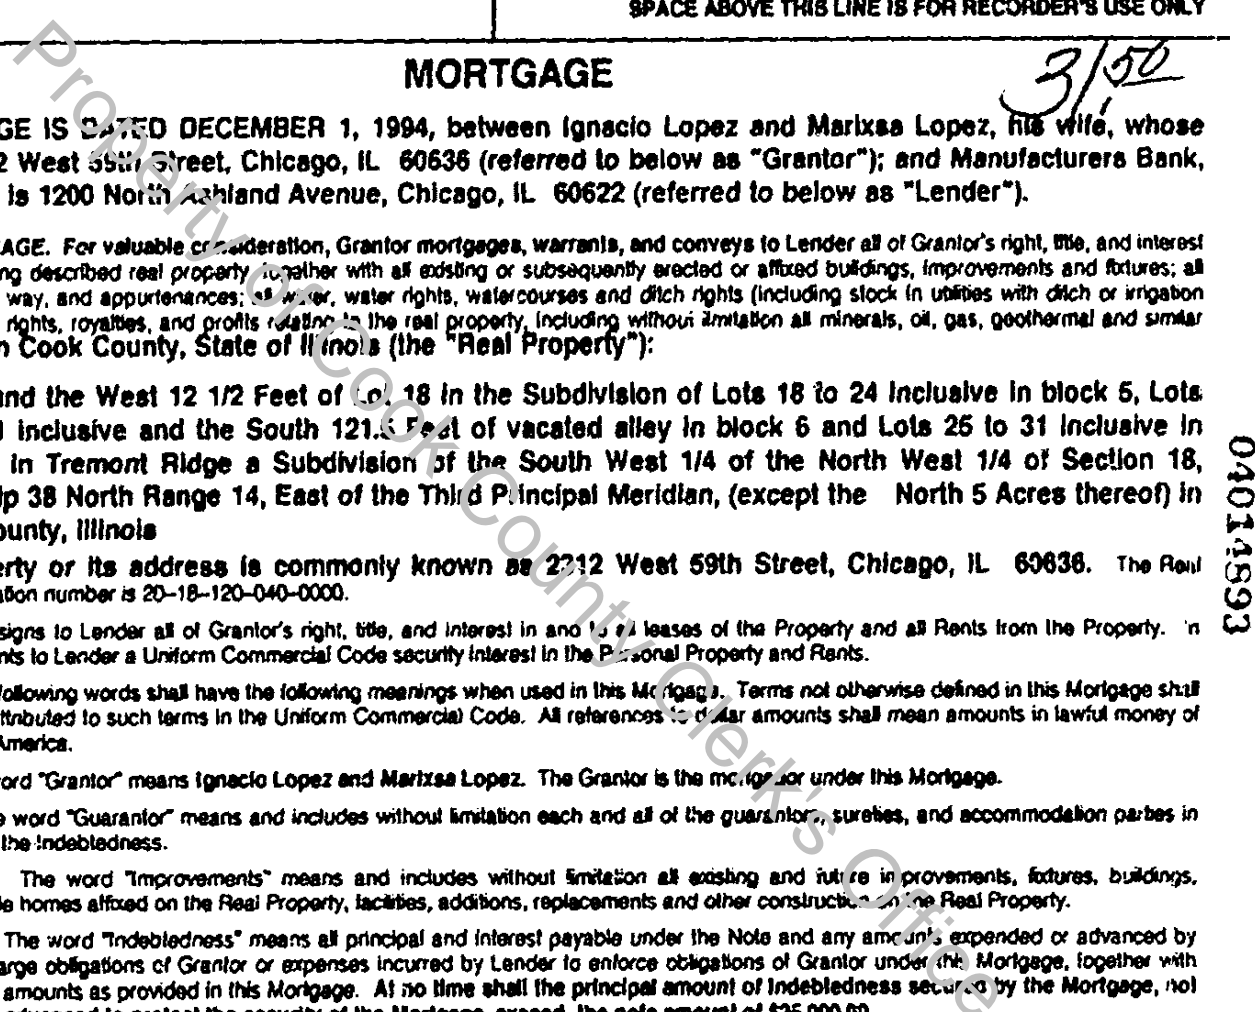 SPACE ABOVE THIS LINE IS FOR RECORDER'S USE ONLY
MORTGAGE
31.50
GE IS DATED DECEMBER 1, 1994, between Ignacio Lopez and Marixsa Lopez, his wife, whose
2 West 59th Street, Chicago, IL 60636 (referred to below as "Grantor"); and Manufacturers Bank,
is 1200 North Ashland Avenue, Chicago, IL 60622 (referred to below as "Lender").
AGE. For valuable consideration, Grantor mortgages, warrants, and conveys to Lender all of Grantor's right, title, and interest
ng described real property, together with all existing or subsequently erected or affixed buildings, improvements and fixtures; all
way, and appurtenances; all water, water rights, watercourses and ditch rights (including stock in utilities with ditch or irrigation
rights, royalties, and profits relating to the real property, including without limitation all minerals, oil, gas, geothermal and similar
n Cook County, State of Illinois (the "Real Property"):
and the West 12 1/2 Feet of Lot 18 in the Subdivision of Lots 18 to 24 inclusive in block 5, Lots
inclusive and the South 121.5 Feet of vacated alley in block 6 and Lots 25 to 31 inclusive in
in Tremont Ridge a Subdivision of the South West 1/4 of the North West 1/4 of Section 18,
ip 38 North Range 14, East of the Third Principal Meridian, (except the North 5 Acres thereof) in
ounty, Illinois
erty or its address is commonly known as 2312 West 59th Street, Chicago, IL 60636. The Real
ation number is 20-18-120-040-0000.
signs to Lender all of Grantor's right, title, and interest in and to all leases of the Property and all Rents from the Property. In
nts to Lender a Uniform Commercial Code security interest in the Personal Property and Rents.
following words shall have the following meanings when used in this Mortgage. Terms not otherwise defined in this Mortgage shall
ttributed to such terms in the Uniform Commercial Code. All references to dollar amounts shall mean amounts in lawful money of
America.
ord "Grantor" means Ignacio Lopez and Marixsa Lopez. The Grantor is the mortgagor under this Mortgage.
e word "Guarantor" means and includes without limitation each and all of the guarantors, sureties, and accommodation parties in
the Indebtedness.
The word "Improvements" means and includes without limitation all existing and future improvements, fixtures, buildings,
le homes affixed on the Real Property, facilities, additions, replacements and other construction on the Real Property.
The word "Indebtedness" means all principal and interest payable under the Note and any amounts expended or advanced by
arge obligations of Grantor or expenses incurred by Lender to enforce obligations of Grantor under this Mortgage, together with
amounts as provided in this Mortgage. At no time shall the principal amount of Indebtedness secured by the Mortgage, not
advanced to protect the security of the Mortgage, exceed the note amount of $25,000.00.
04014893
Property of Cook County Clerk's Office